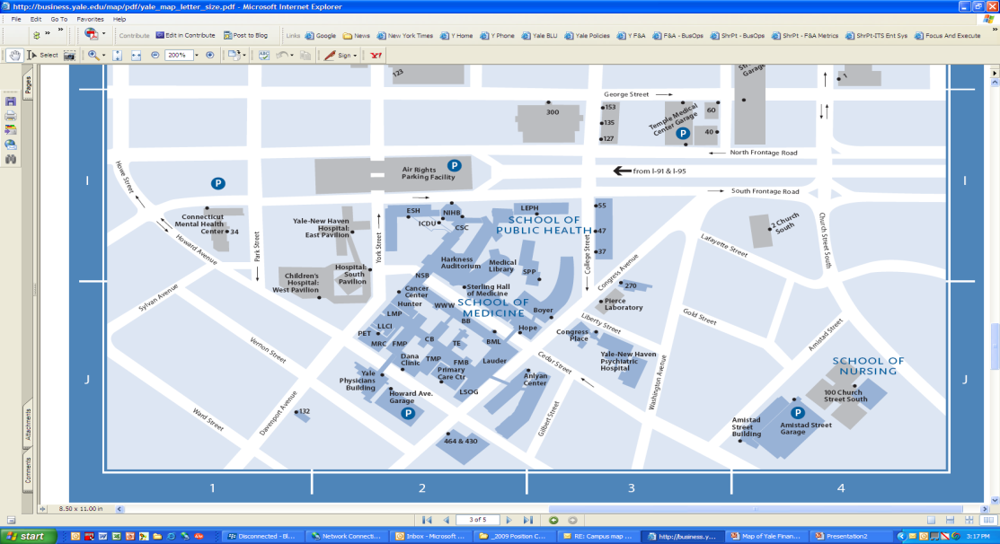 http://business.yale.edu/map/pdf/yale_map_letter_size.pdf - Microsoft Internet Explorer
File Edit Go To Favorites Help
Contribute Edit in Contribute Post to Blog Links Google News New York Times Y Home Y Phone Yale BLU Yale Policies Y F&A F&A - BusOps ShrPt - BusOps ShrPt - F&A Metrics ShrPt-ITS Ent Sys Focus And Execute
Select 200% Sign Y!
Pages
Attachments
Comments
123
Garage
1
George Street
300
153
135
127
Temple Medical
Center Garage
P
60
40
North Frontage Road
I
Howe Street
P
Air Rights
Parking Facility
P
from I-91 & I-95
I
South Frontage Road
Connecticut
Mental Health
Center
34
Howard Avenue
Park Street
Yale-New Haven
Hospital:
East Pavilion
York Street
ESH
NIHB
ICDU
CSC
LEPH
SCHOOL OF
PUBLIC HEALTH
55
47
37
College Street
2 Church
South
Church Street South
Lafayette Street
Children's
Hospital:
West Pavilion
Hospital:
South
Pavilion
Harkness
Auditorium
Medical
Library
SPP
NSB
Congress Avenue
270
Sylvan Avenue
Cancer
Center
Hunter
Sterling Hall
of Medicine
SCHOOL OF
MEDICINE
WWW
BB
Boyer
Pierce
Laboratory
Liberty Street
Gold Street
LMP
LLCI
PET
MRC
FMP
CB
TE
BML
Hope
Congress
Place
Amistad Street
Vernon Street
Dana
Clinic
TMP
FMB
Primary
Care Ctr
Lauder
Cedar Street
Yale-New Haven
Psychiatric
Hospital
Washington Avenue
SCHOOL OF
NURSING
J
Yale
Physicians
Building
Howard Ave.
Garage
P
LSOG
Anlyan
Center
J
100 Church
Street South
Ward Street
Davenport Avenue
132
464 & 430
Gilbert Street
Amistad
Street
Building
P
Amistad Street
Garage
1
2
3
4
8.50 x 11.00 in
3 of 5
start Disconnected - Bl... Network Connecti... Inbox - Microsoft ... _2009 Position C... RE: Campus map ... http://business.y... Map of Yale Finan... Presentation2 3:17 PM